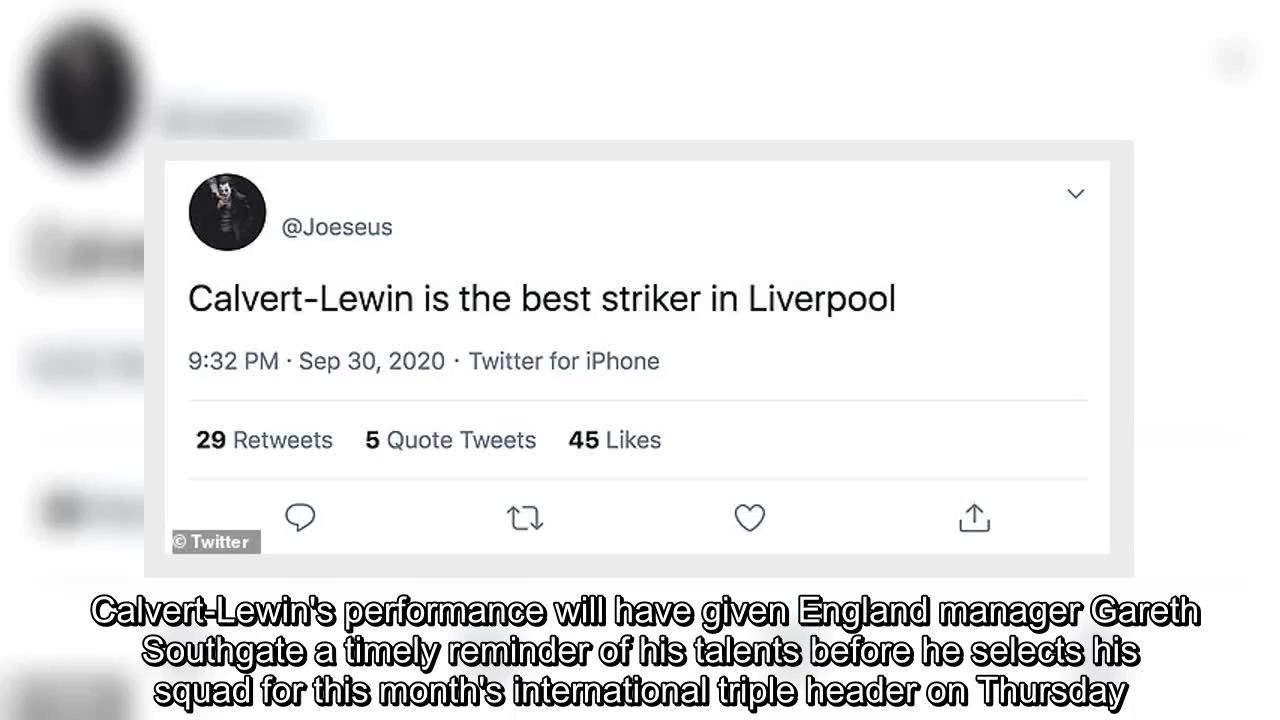 @Joeseus
Calvert-Lewin is the best striker in Liverpool
9:32 PM · Sep 30, 2020 · Twitter for iPhone
29 Retweets 5 Quote Tweets 45 Likes
© Twitter
Calvert-Lewin's performance will have given England manager Gareth
Southgate a timely reminder of his talents before he selects his
squad for this month's international triple header on Thursday